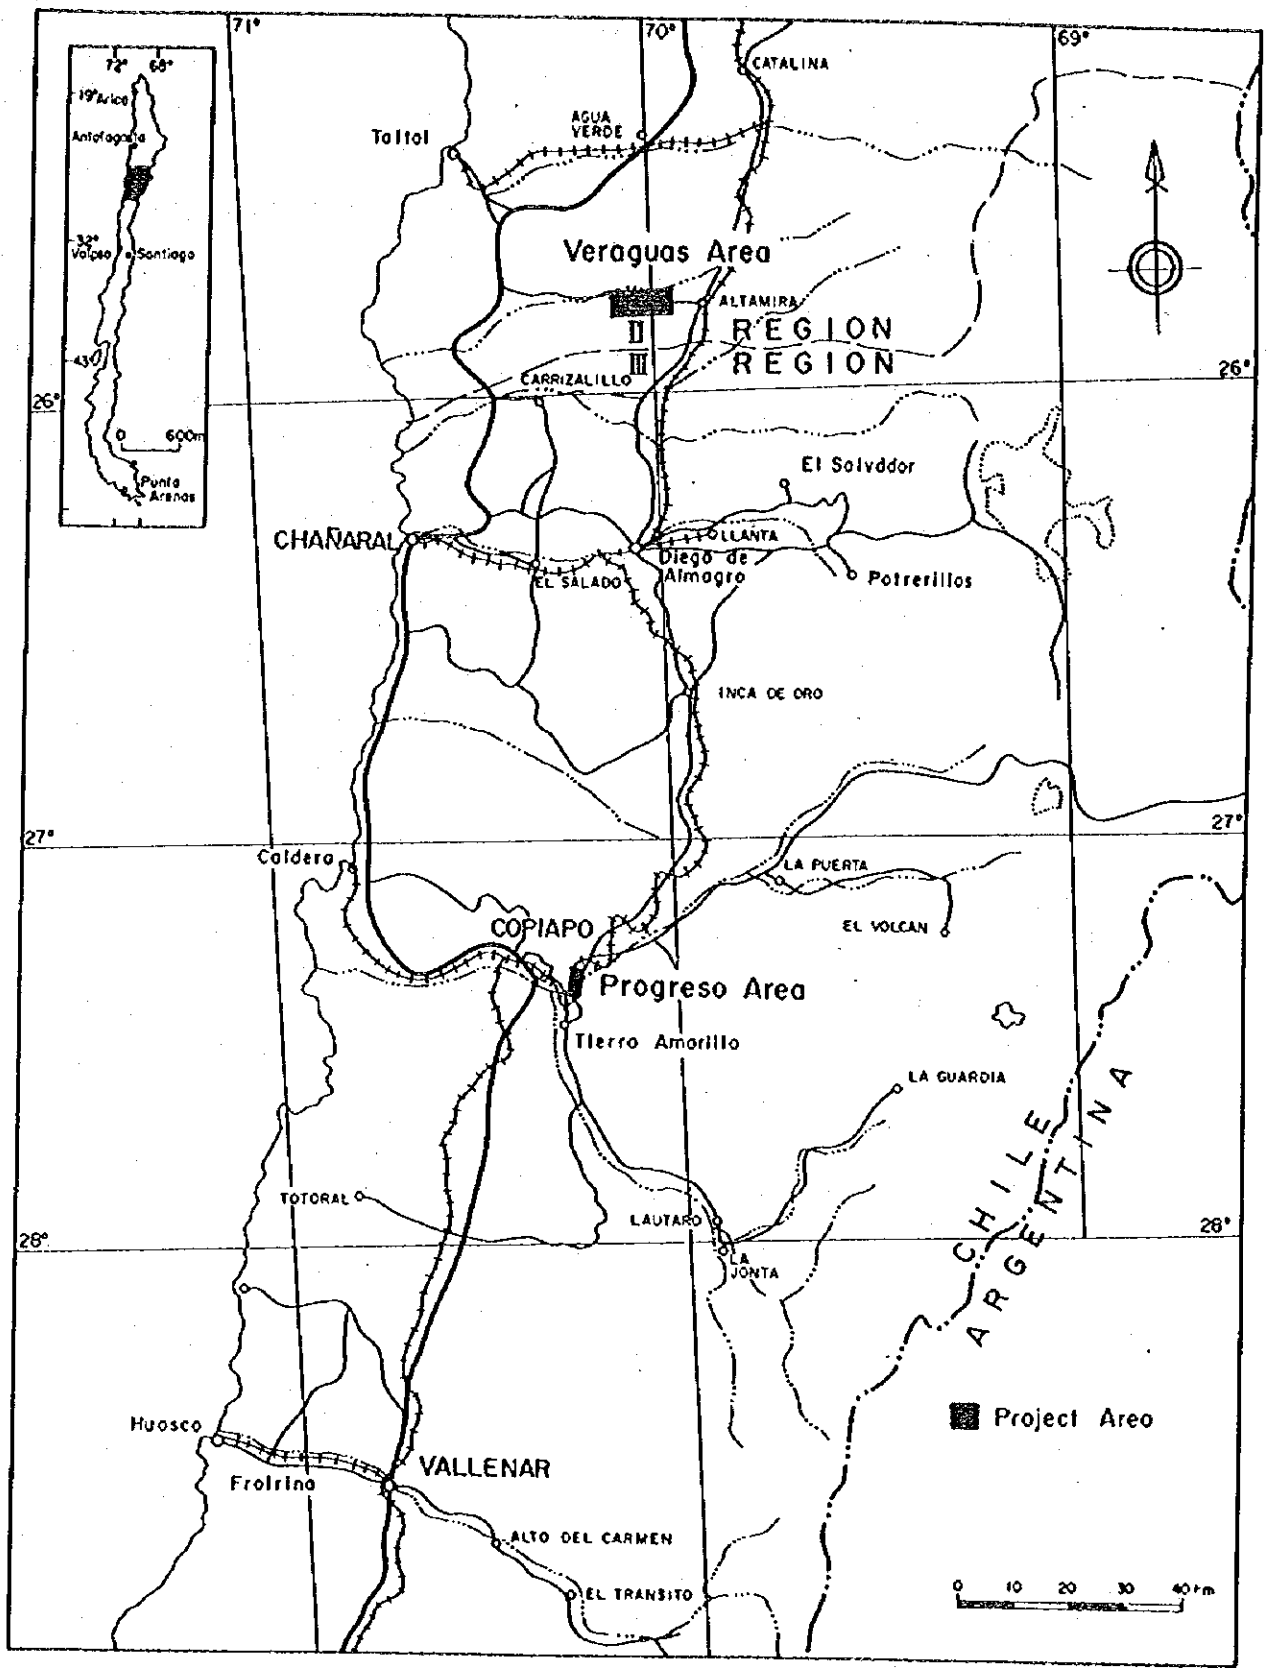 71°
70°
69°
72° 68°
19° Arica
Antofagasta
32°
Valpso
Santiago
43°
0 600m
Punta
Arenas
CATALINA
AGUA
VERDE
Taltal
Veraguas Area
ALTAMIRA
II REGION
III REGION
CARRIZALILLO
26°
26°
El Salvador
CHAÑARAL
LLANTA
Diego de
Almagro
EL SALADO
Potrerillos
INCA DE ORO
27°
27°
Caldera
LA PUERTA
COPIAPO
EL VOLCAN
Progreso Area
Tierro Amarillo
LA GUARDIA
CHILE
ARGENTINA
TOTORAL
LAUTARO
28°
28°
LA
JONTA
Project Area
Huasco
VALLENAR
Freirina
ALTO DEL CARMEN
EL TRANSITO
0 10 20 30 40km